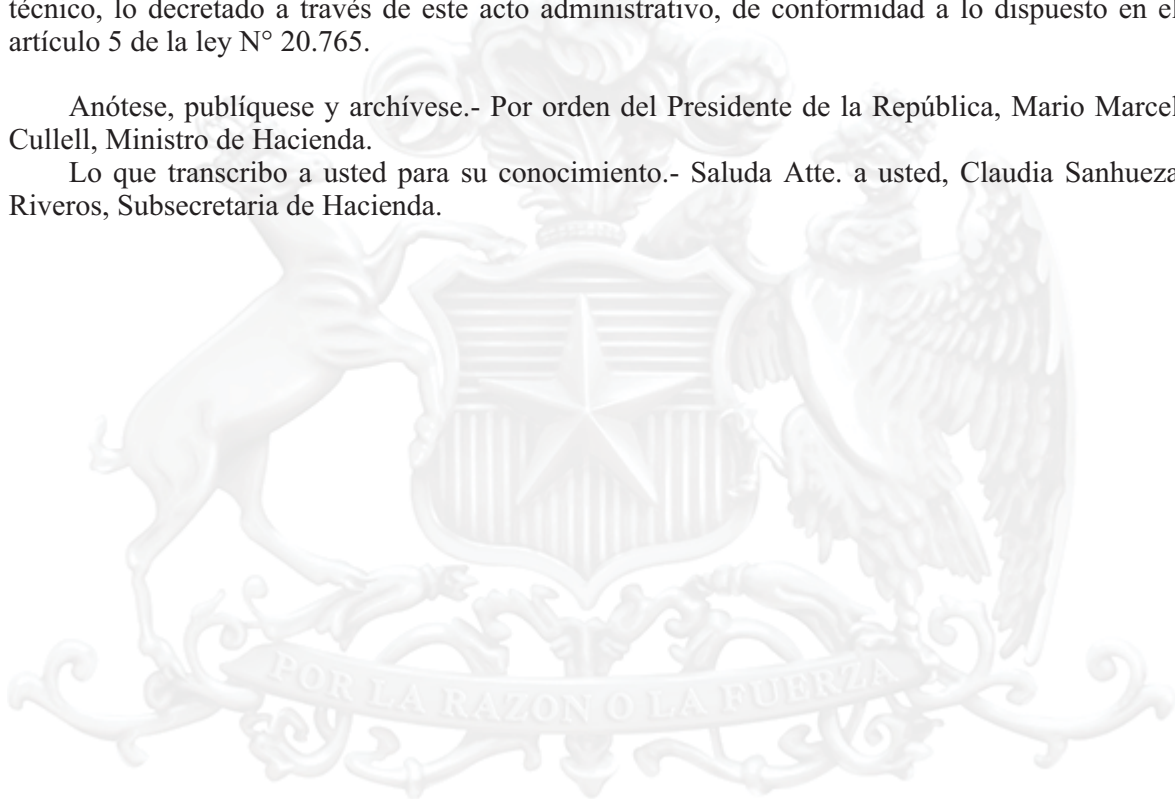 técnico, lo decretado a través de este acto administrativo, de conformidad a lo dispuesto en el
artículo 5 de la ley N° 20.765.
Anótese, publíquese y archívese.- Por orden del Presidente de la República, Mario Marcel
Cullell, Ministro de Hacienda.
Lo que transcribo a usted para su conocimiento.- Saluda Atte. a usted, Claudia Sanhueza
Riveros, Subsecretaria de Hacienda.
POR LA RAZON O LA FUERZA